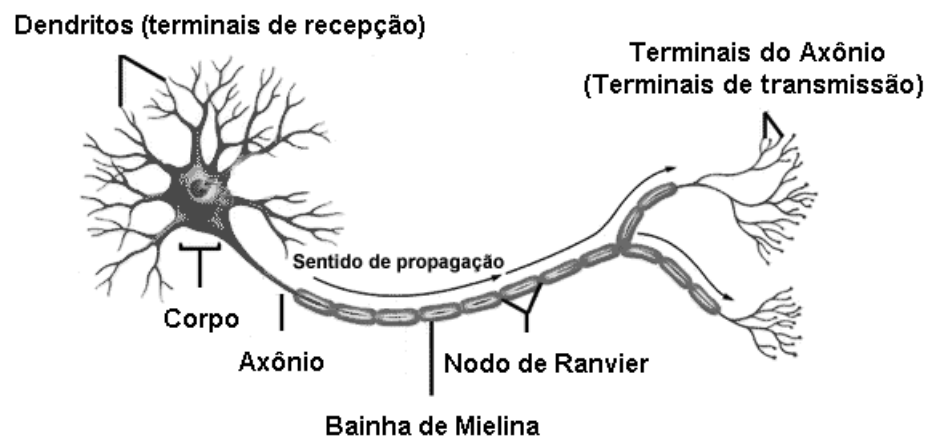 Dendritos (terminais de recepção)
Terminais do Axônio
(Terminais de transmissão)
Sentido de propagação
Corpo
Axônio
Nodo de Ranvier
Bainha de Mielina